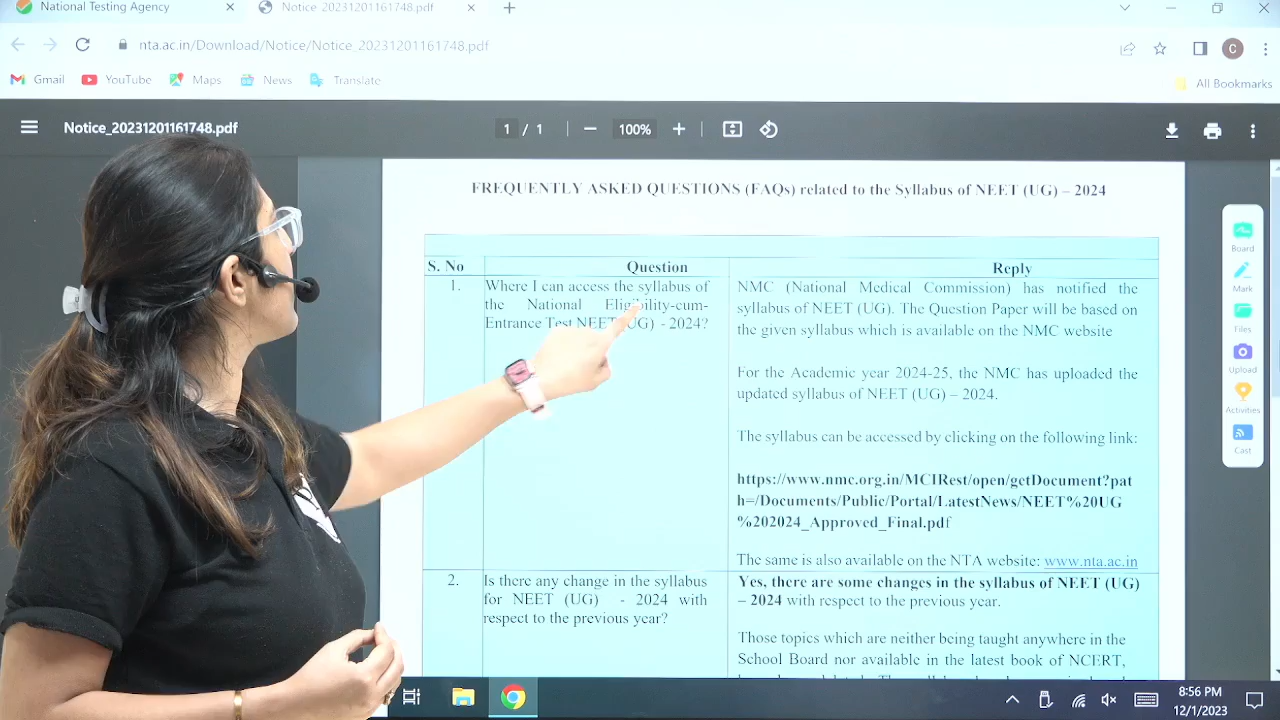 National Testing Agency
Notice_20231201161748.pdf
nta.ac.in/Download/Notice/Notice_20231201161748.pdf
C
Gmail
YouTube
Maps
News
Translate
All Bookmarks
Notice_20231201161748.pdf
1 / 1
100%
FREQUENTLY ASKED QUESTIONS (FAQs) related to the Syllabus of NEET (UG) – 2024
S. No
Question
Reply
1.
Where I can access the syllabus of
the National Eligibility-cum-
Entrance Test NEET (UG) - 2024?
NMC (National Medical Commission) has notified the
syllabus of NEET (UG). The Question Paper will be based on
the given syllabus which is available on the NMC website
For the Academic year 2024-25, the NMC has uploaded the
updated syllabus of NEET (UG) – 2024.
The syllabus can be accessed by clicking on the following link:
https://www.nmc.org.in/MCIRest/open/getDocument?pat
h=/Documents/Public/Portal/LatestNews/NEET%20UG
%202024_Approved_Final.pdf
The same is also available on the NTA website: www.nta.ac.in
2.
Is there any change in the syllabus
for NEET (UG) - 2024 with
respect to the previous year?
Yes, there are some changes in the syllabus of NEET (UG)
– 2024 with respect to the previous year.
Those topics which are neither being taught anywhere in the
School Board nor available in the latest book of NCERT,
Board
Mark
Files
Upload
Activities
Cast
8:56 PM
12/1/2023